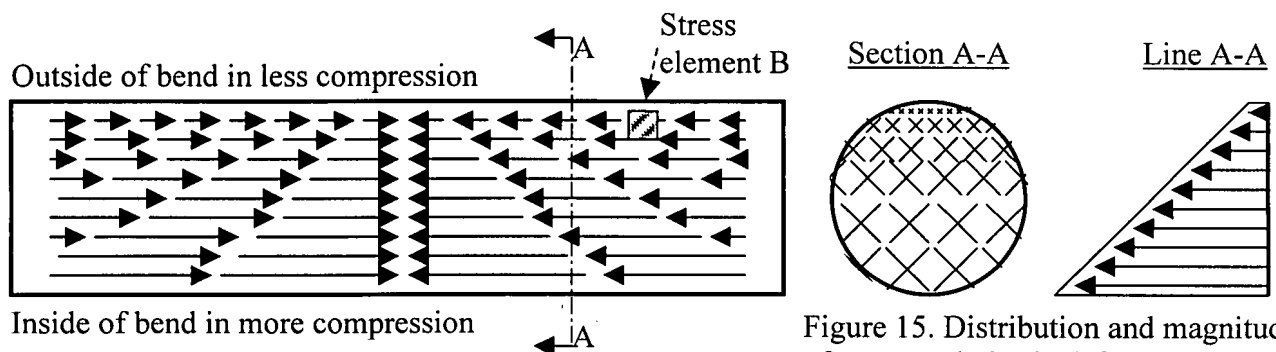 Stress
element B
A
Outside of bend in less compression
Section A-A
Line A-A
Inside of bend in more compression
A
Figure 15. Distribution and magnitud